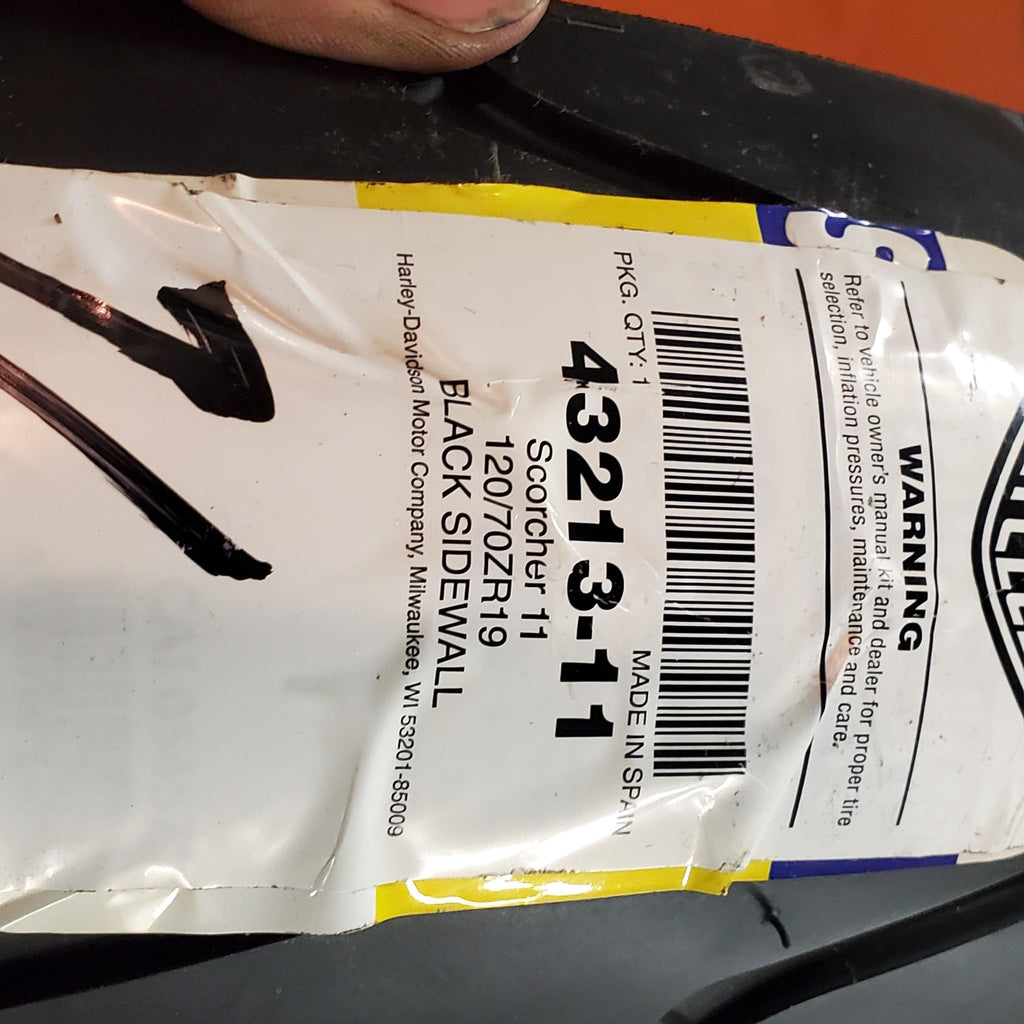 WARNING
Refer to vehicle owner's manual kit and dealer for proper tire
selection, inflation pressures, maintenance and care.
PKG. QTY: 1 MADE IN SPAIN
43213-11
Scorcher 11
120/70ZR19
BLACK SIDEWALL
Harley-Davidson Motor Company, Milwaukee, WI 53201-85009